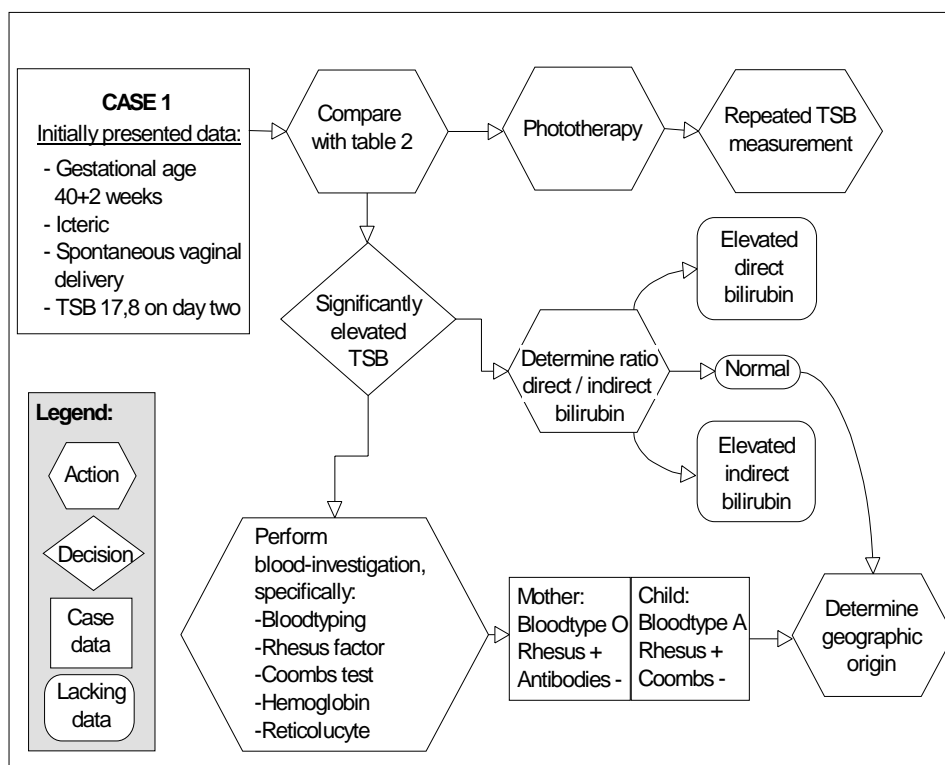 CASE 1
Initially presented data:
- Gestational age
40+2 weeks
- Icteric
- Spontaneous vaginal
delivery
- TSB 17,8 on day two
Compare
with table 2
Phototherapy
Repeated TSB
measurement
Significantly
elevated
TSB
Elevated
direct
bilirubin
Determine ratio
direct / indirect
bilirubin
Normal
Elevated
indirect
bilirubin
Legend:
Action
Decision
Case
data
Lacking
data
Perform
blood-investigation,
specifically:
-Bloodtyping
-Rhesus factor
-Coombs test
-Hemoglobin
-Reticolucyte
Mother:
Bloodtype O
Rhesus +
Antibodies -
Child:
Bloodtype A
Rhesus +
Coombs -
Determine
geographic
origin